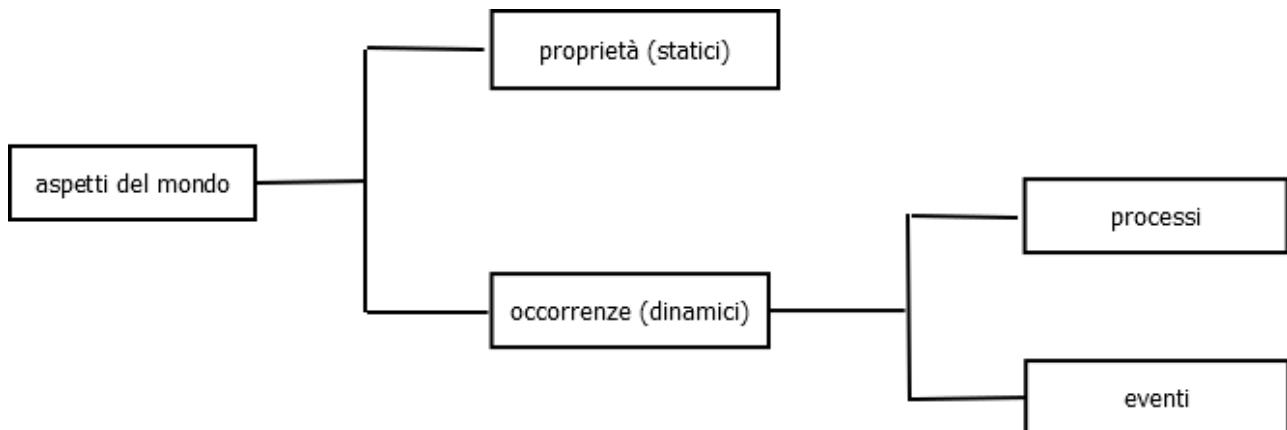 proprietà (statici)
aspetti del mondo
processi
occorrenze (dinamici)
eventi